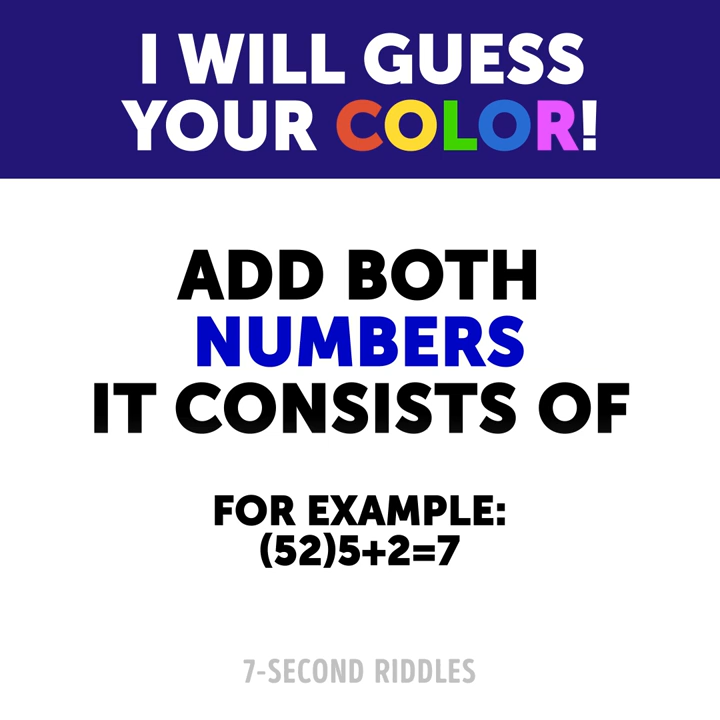 I WILL GUESS
YOUR COLOR!
ADD BOTH
NUMBERS
IT CONSISTS OF
FOR EXAMPLE:
(52)5+2=7
7-SECOND RIDDLES